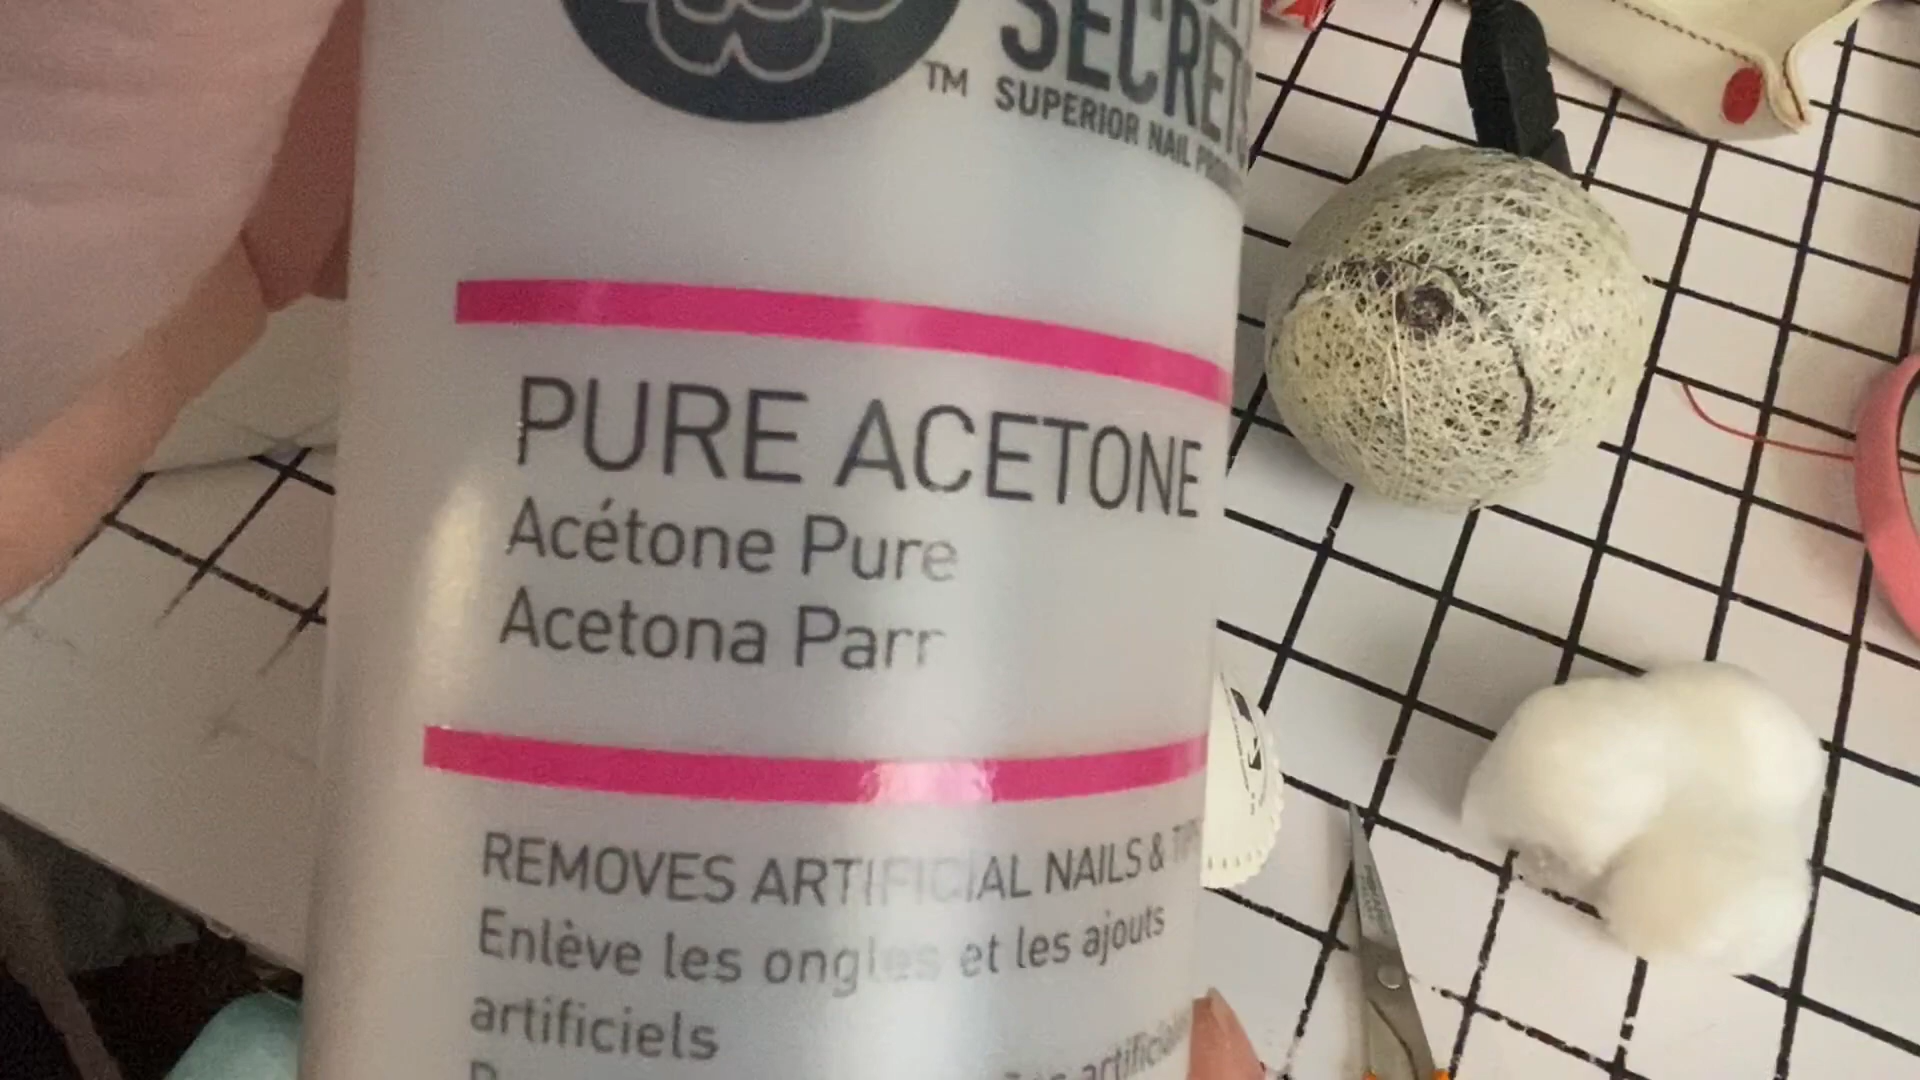 SECRETS
TM SUPERIOR NAIL
PURE ACETONE
Acétone Pure
Acetona Parr
REMOVES ARTIFICIAL NAILS &
Enlève les ongles et les ajouts
artificiels